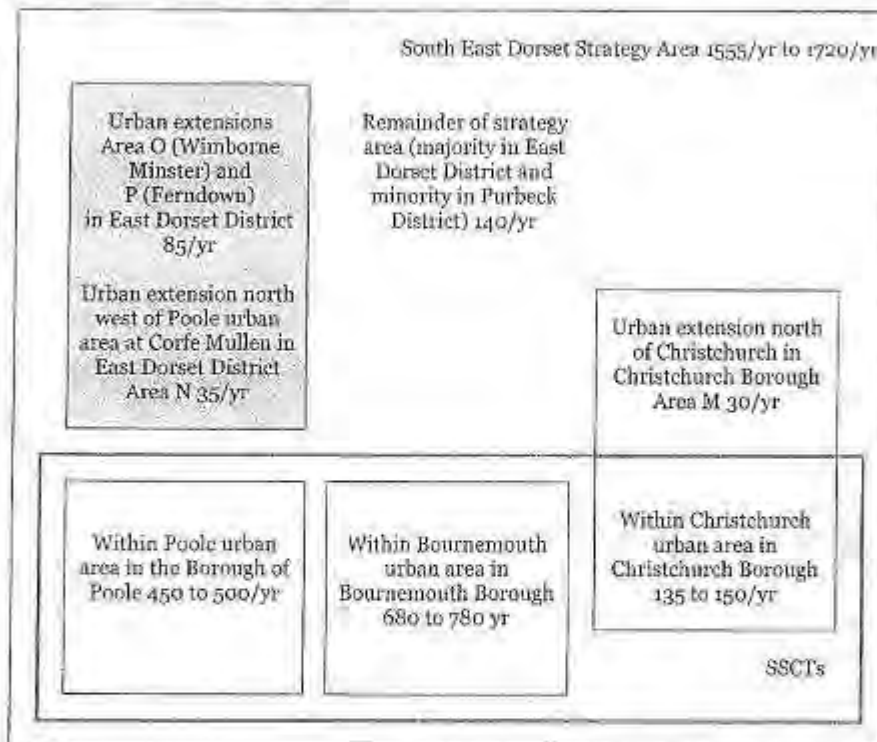 South East Dorset Strategy Area 1555/yr to 1720/yr
Urban extensions
Area O (Wimborne
Minster) and
P (Ferndown)
in East Dorset District
85/yr
Urban extension north
west of Poole urban
area at Corfe Mullen in
East Dorset District
Area N 35/yr
Remainder of strategy
area (majority in East
Dorset District and
minority in Purbeck
District) 140/yr
Urban extension north
of Christchurch in
Christchurch Borough
Area M 30/yr
Within Poole urban
area in the Borough of
Poole 450 to 500/yr
Within Bournemouth
urban area in
Bournemouth Borough
680 to 780 yr
Within Christchurch
urban area in
Christchurch Borough
135 to 150/yr
SSCTs